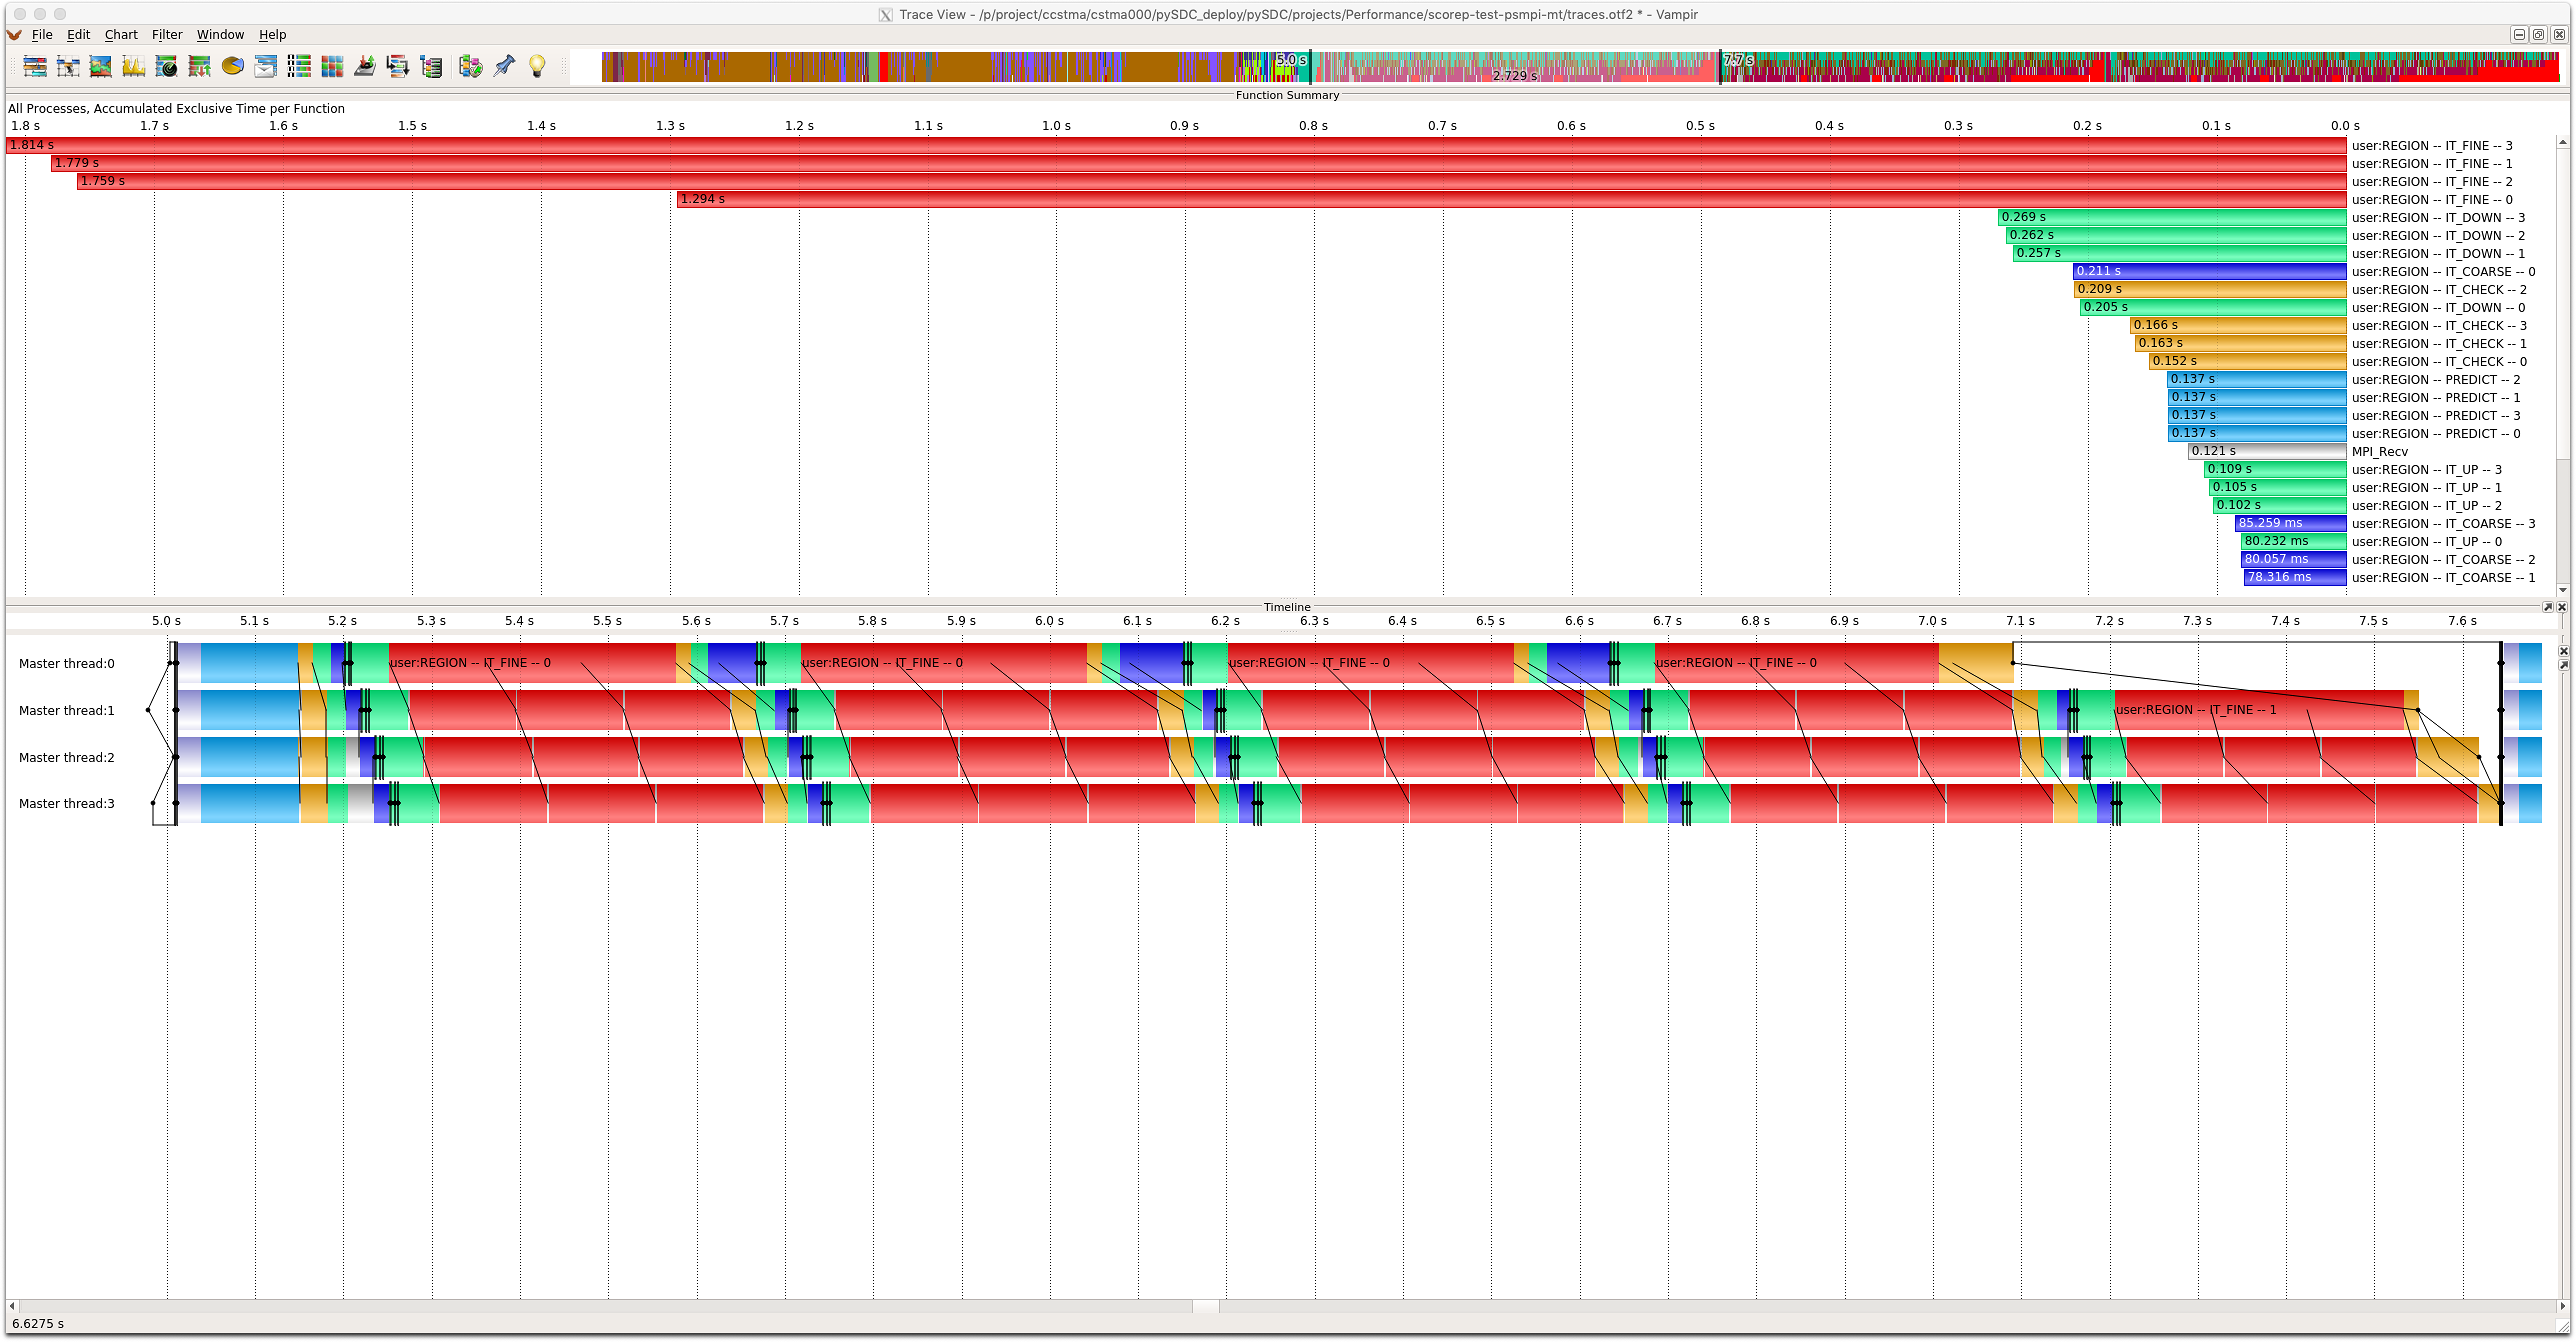 Trace View - /p/project/ccstma/cstma000/pySDC_deploy/pySDC/projects/Performance/scorep-test-psmpi-mt/traces.otf2 * - Vampir
File Edit Chart Filter Window Help
5.0 s 7.7 s
2.729 s
Function Summary
All Processes, Accumulated Exclusive Time per Function
1.8 s 1.7 s 1.6 s 1.5 s 1.4 s 1.3 s 1.2 s 1.1 s 1.0 s 0.9 s 0.8 s 0.7 s 0.6 s 0.5 s 0.4 s 0.3 s 0.2 s 0.1 s 0.0 s
1.814 s user:REGION -- IT_FINE -- 3
1.779 s user:REGION -- IT_FINE -- 1
1.759 s user:REGION -- IT_FINE -- 2
1.294 s user:REGION -- IT_FINE -- 0
0.269 s user:REGION -- IT_DOWN -- 3
0.262 s user:REGION -- IT_DOWN -- 2
0.257 s user:REGION -- IT_DOWN -- 1
0.211 s user:REGION -- IT_COARSE -- 0
0.209 s user:REGION -- IT_CHECK -- 2
0.205 s user:REGION -- IT_DOWN -- 0
0.166 s user:REGION -- IT_CHECK -- 3
0.163 s user:REGION -- IT_CHECK -- 1
0.152 s user:REGION -- IT_CHECK -- 0
0.137 s user:REGION -- PREDICT -- 2
0.137 s user:REGION -- PREDICT -- 1
0.137 s user:REGION -- PREDICT -- 3
0.137 s user:REGION -- PREDICT -- 0
0.121 s MPI_Recv
0.109 s user:REGION -- IT_UP -- 3
0.105 s user:REGION -- IT_UP -- 1
0.102 s user:REGION -- IT_UP -- 2
85.259 ms user:REGION -- IT_COARSE -- 3
80.232 ms user:REGION -- IT_UP -- 0
80.057 ms user:REGION -- IT_COARSE -- 2
78.316 ms user:REGION -- IT_COARSE -- 1
Timeline
5.0 s 5.1 s 5.2 s 5.3 s 5.4 s 5.5 s 5.6 s 5.7 s 5.8 s 5.9 s 6.0 s 6.1 s 6.2 s 6.3 s 6.4 s 6.5 s 6.6 s 6.7 s 6.8 s 6.9 s 7.0 s 7.1 s 7.2 s 7.3 s 7.4 s 7.5 s 7.6 s
Master thread:0 user:REGION -- IT_FINE -- 0 user:REGION -- IT_FINE -- 0 user:REGION -- IT_FINE -- 0 user:REGION -- IT_FINE -- 0
Master thread:1 user:REGION -- IT_FINE -- 1
Master thread:2
Master thread:3
6.6275 s